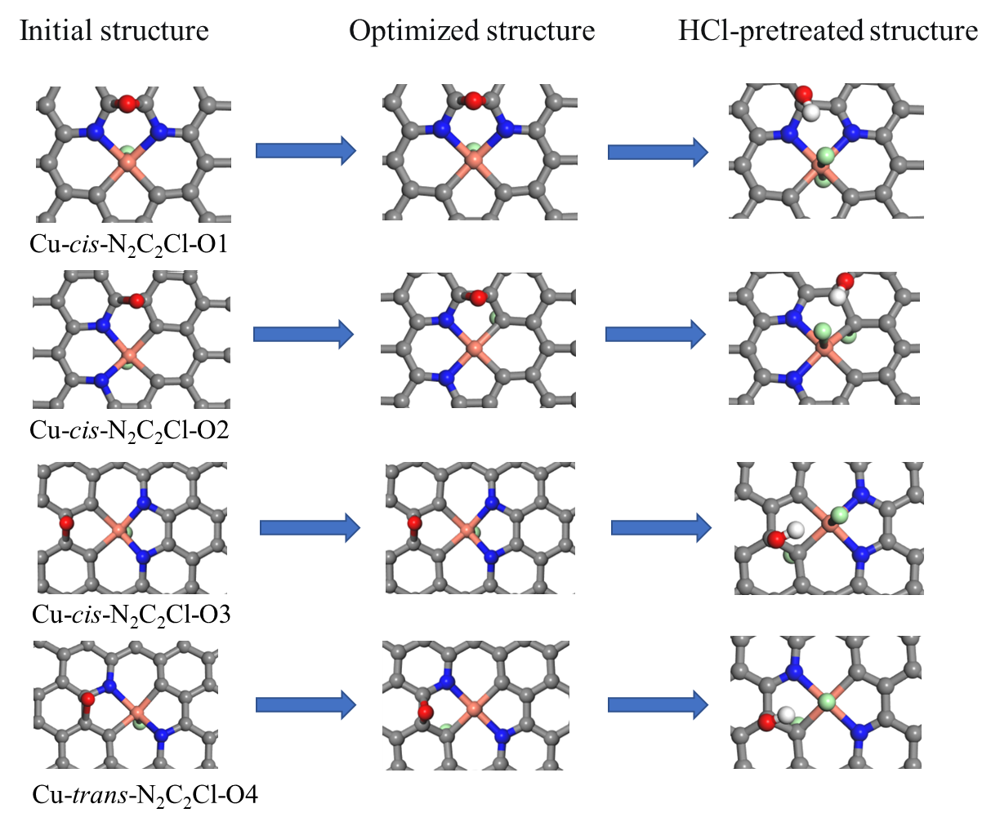 Initial structure Optimized structure HCl-pretreated structure
Cu-cis-N₂C₂Cl-O1
Cu-cis-N₂C₂Cl-O2
Cu-cis-N₂C₂Cl-O3
Cu-trans-N₂C₂Cl-O4